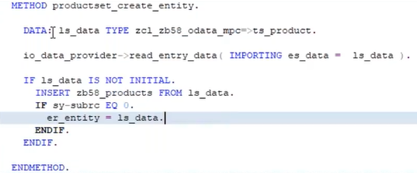 METHOD productset_create_entity.
DATA: ls_data TYPE zcl_zb58_odata_mpc=>ts_product.
io_data_provider->read_entry_data( IMPORTING es_data = ls_data ).
IF ls_data IS NOT INITIAL.
INSERT zb58_products FROM ls_data.
IF sy-subrc EQ 0.
er_entity = ls_data.
ENDIF.
ENDIF.
ENDMETHOD.